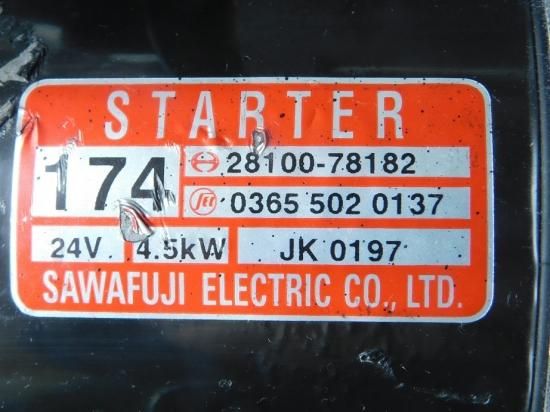 STARTER
174
28100-78182
0365 502 0137
24V 4.5kW JK 0197
SAWAFUJI ELECTRIC CO., LTD.